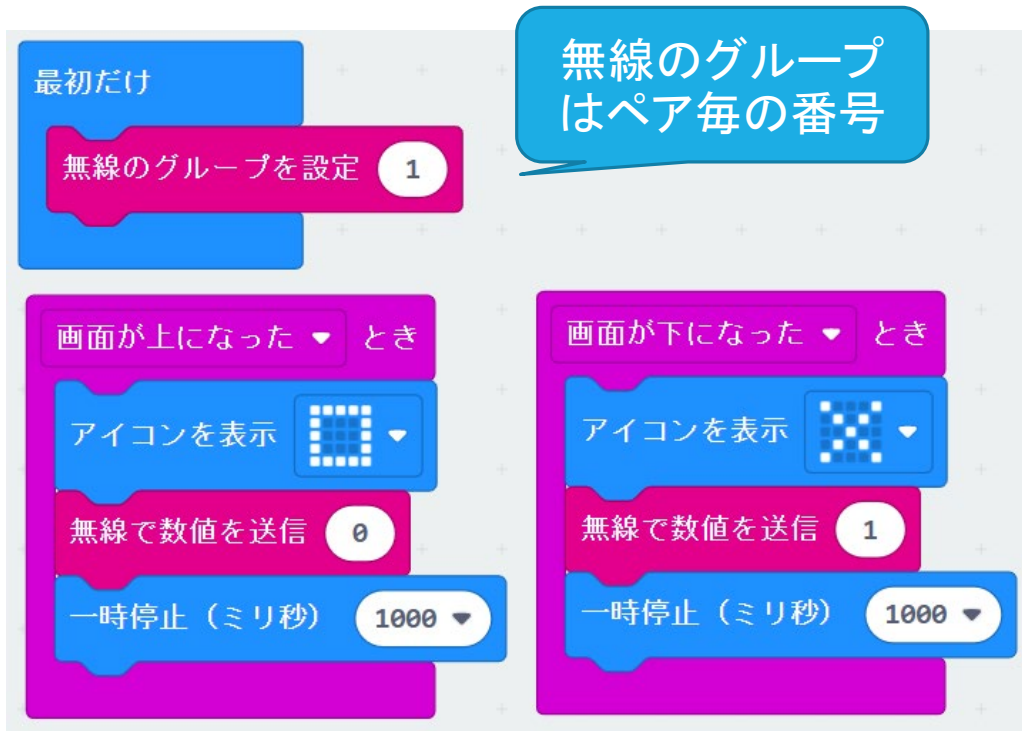 無線のグループ
はペア毎の番号
最初だけ
無線のグループを設定 1
画面が上になった とき
アイコンを表示
無線で数値を送信 0
一時停止（ミリ秒） 1000
画面が下になった とき
アイコンを表示
無線で数値を送信 1
一時停止（ミリ秒） 1000